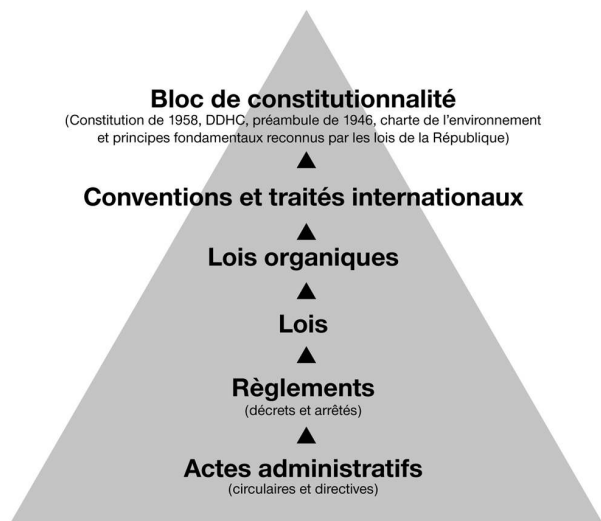 Bloc de constitutionnalité
(Constitution de 1958, DDHC, préambule de 1946, charte de l'environnement
et principes fondamentaux reconnus par les lois de la République)
Conventions et traités internationaux
Lois organiques
Lois
Règlements
(décrets et arrêtés)
Actes administratifs
(circulaires et directives)